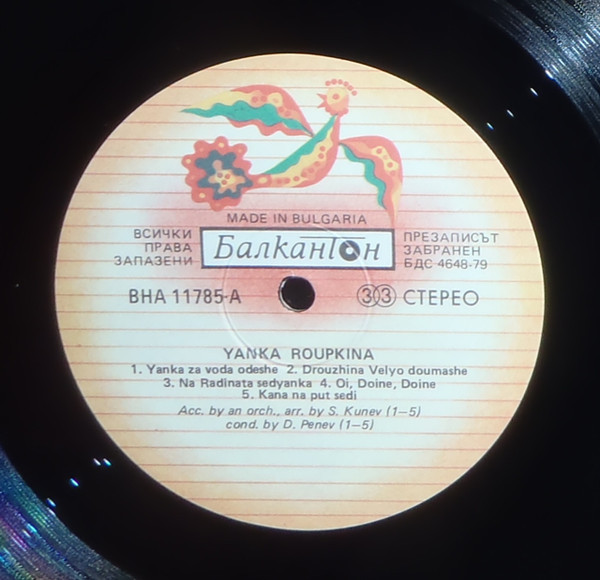 MADE IN BULGARIA
ВСИЧКИ
ПРАВА
ЗАПАЗЕНИ
Балкантон
ПРЕЗАПИСЪТ
ЗАБРАНЕН
БДС 4648-79
ВНА 11785-А
33 СТЕРЕО
YANKA ROUPKINA
1. Yanka za voda odeshe 2. Drouzhina Velyo doumashe
3. Na Radinata sedyanka 4. Oi, Doine, Doine
5. Kana na put sedi
Acc. by an orch., arr. by S. Kunev (1—5)
cond. by D. Penev (1—5)